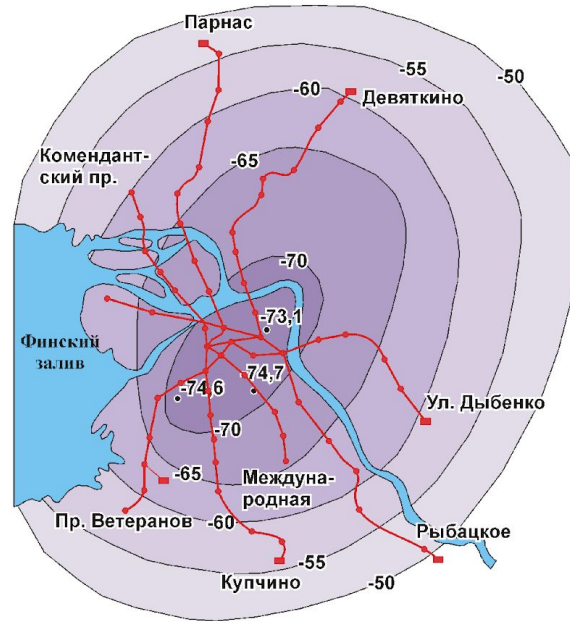 Парнас
-55
-50
-60
Девяткино
Комендант-
ский пр.
-65
-70
-73,1
Финский
залив
-74,6
74,7
Ул. Дыбенко
-70
-65
Междуна-
родная
Пр. Ветеранов
-60
Рыбацкое
-55
-50
Купчино